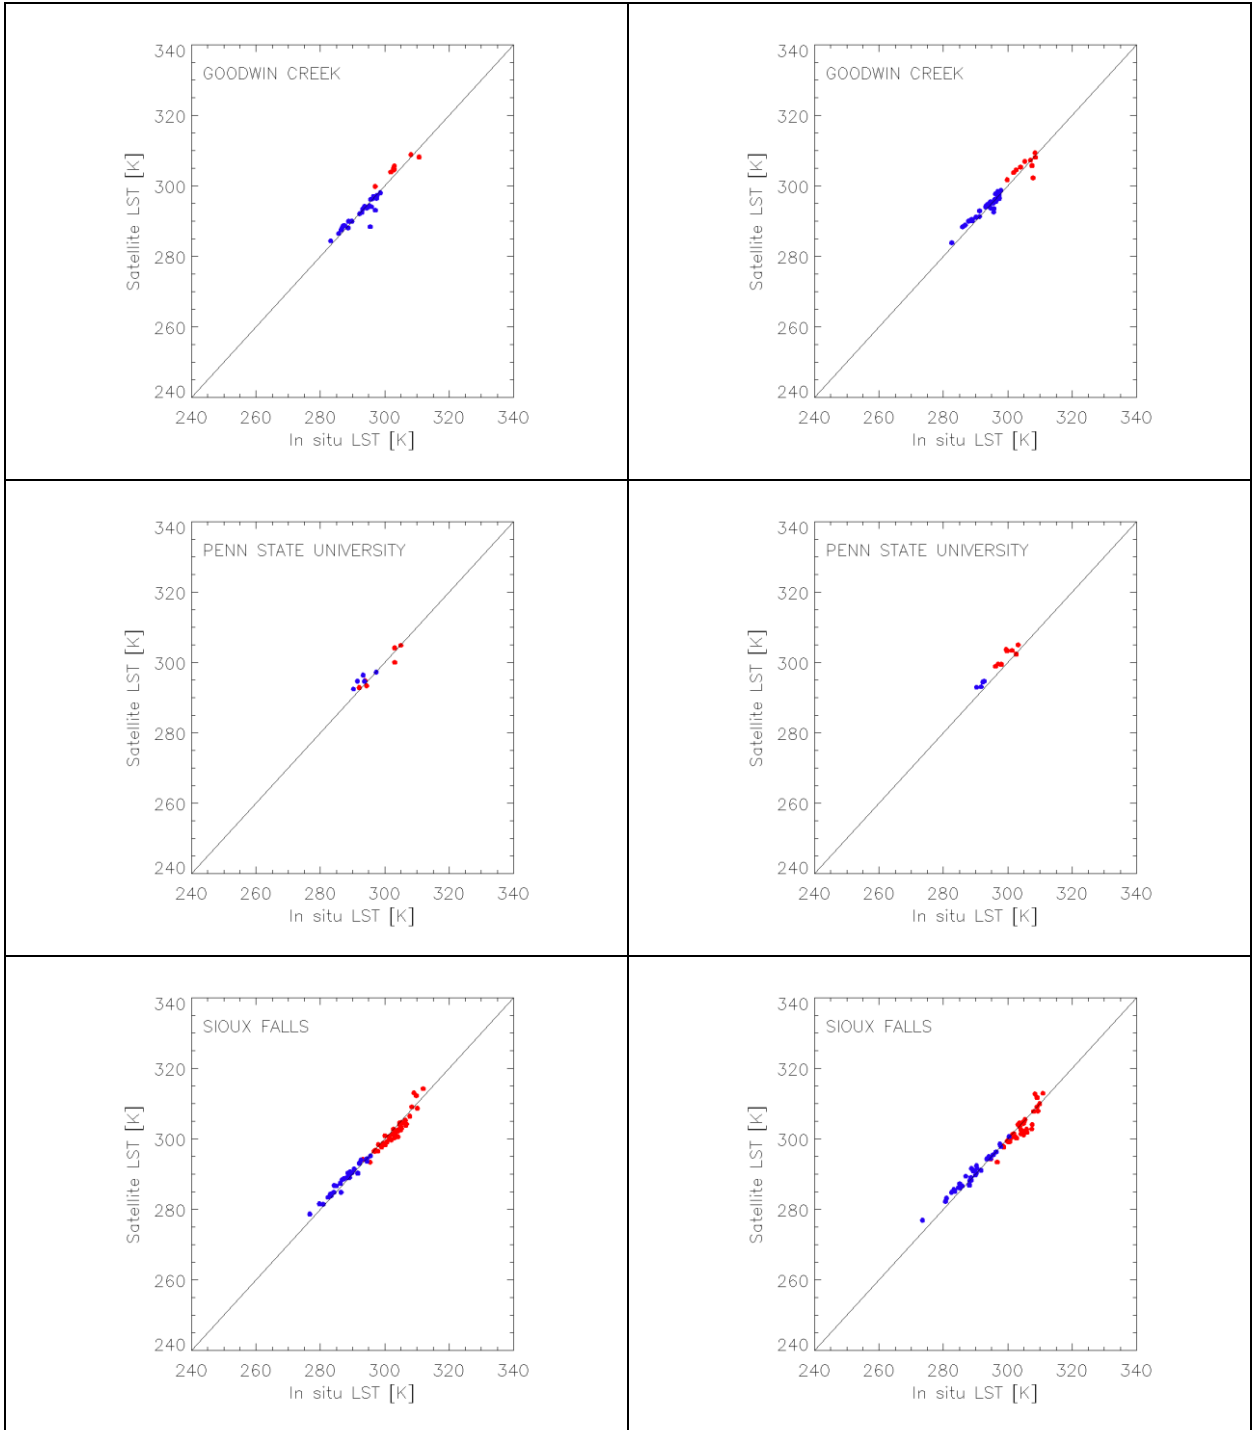 340
GOODWIN CREEK
320
300
280
260
240
Satellite LST [K]
240 260 280 300 320 340
In situ LST [K]
340
GOODWIN CREEK
320
300
280
260
240
Satellite LST [K]
240 260 280 300 320 340
In situ LST [K]
340
PENN STATE UNIVERSITY
320
300
280
260
240
Satellite LST [K]
240 260 280 300 320 340
In situ LST [K]
340
PENN STATE UNIVERSITY
320
300
280
260
240
Satellite LST [K]
240 260 280 300 320 340
In situ LST [K]
340
SIOUX FALLS
320
300
280
260
240
Satellite LST [K]
240 260 280 300 320 340
In situ LST [K]
340
SIOUX FALLS
320
300
280
260
240
Satellite LST [K]
240 260 280 300 320 340
In situ LST [K]